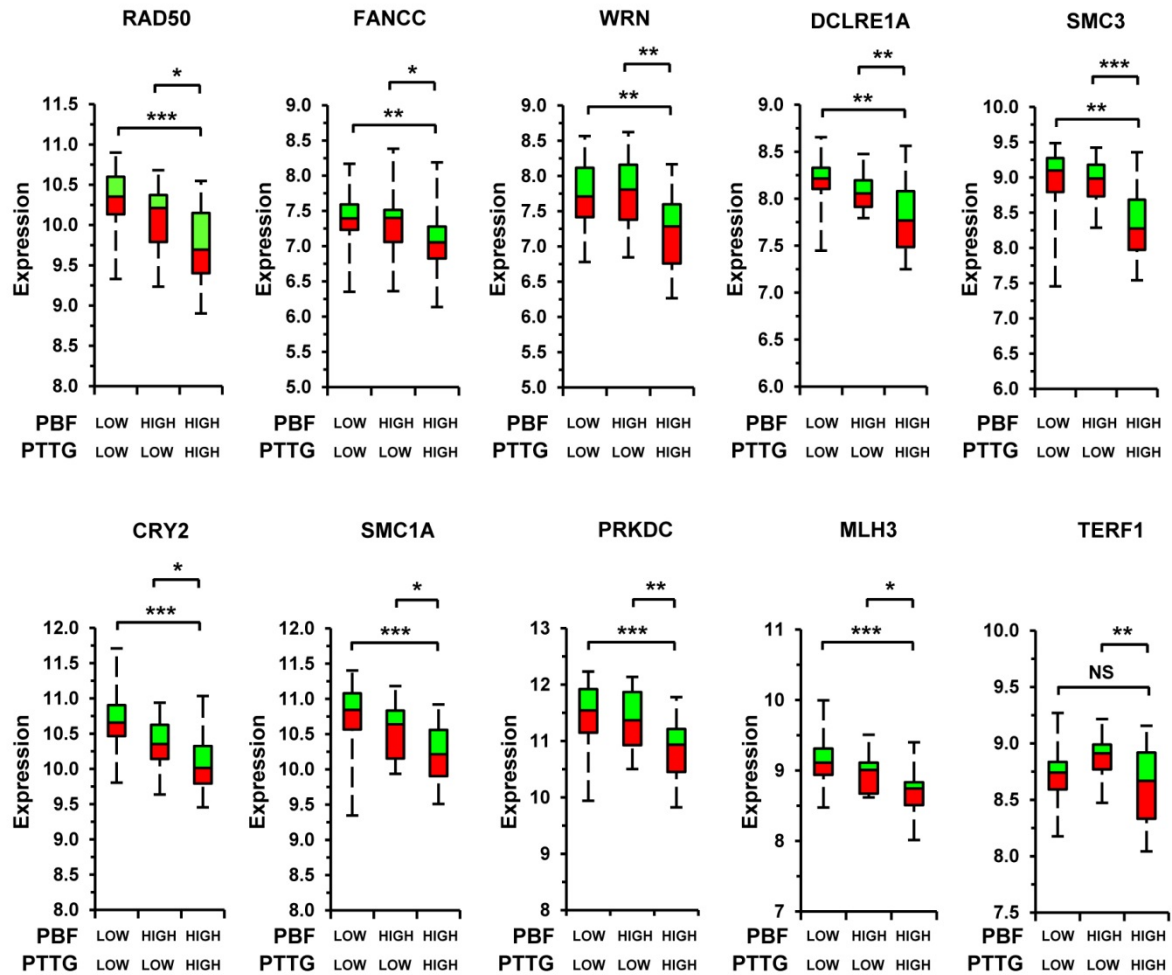 RAD50 FANCC WRN DCLRE1A SMC3
* * ** ** ***
*** ** ** ** **
Expression Expression Expression Expression Expression
11.5 9.0 9.0 9.0 10.0
11.0 8.5 8.5 8.5 9.5
10.5 8.0 8.0 8.0 9.0
10.0 7.5 7.5 7.5 8.5
9.5 7.0 7.0 7.0 8.0
9.0 6.5 6.5 6.5 7.5
8.5 6.0 6.0 6.0 7.0
8.0 5.5 5.5 6.5
5.0 5.0 6.0
PBF LOW HIGH HIGH PBF LOW HIGH HIGH PBF LOW HIGH HIGH PBF LOW HIGH HIGH PBF LOW HIGH HIGH
PTTG LOW LOW HIGH PTTG LOW LOW HIGH PTTG LOW LOW HIGH PTTG LOW LOW HIGH PTTG LOW LOW HIGH
CRY2 SMC1A PRKDC MLH3 TERF1
* * ** * **
*** *** *** *** NS
Expression Expression Expression Expression Expression
12.0 12.0 13 11 10.0
11.5 11.5 12 10 9.5
11.0 11.0 11 9 9.0
10.5 10.5 10 8 8.5
10.0 10.0 9 7 8.0
9.5 9.5 8 7.5
9.0 9.0
8.5 8.5
8.0 8.0
PBF LOW HIGH HIGH PBF LOW HIGH HIGH PBF LOW HIGH HIGH PBF LOW HIGH HIGH PBF LOW HIGH HIGH
PTTG LOW LOW HIGH PTTG LOW LOW HIGH PTTG LOW LOW HIGH PTTG LOW LOW HIGH PTTG LOW LOW HIGH